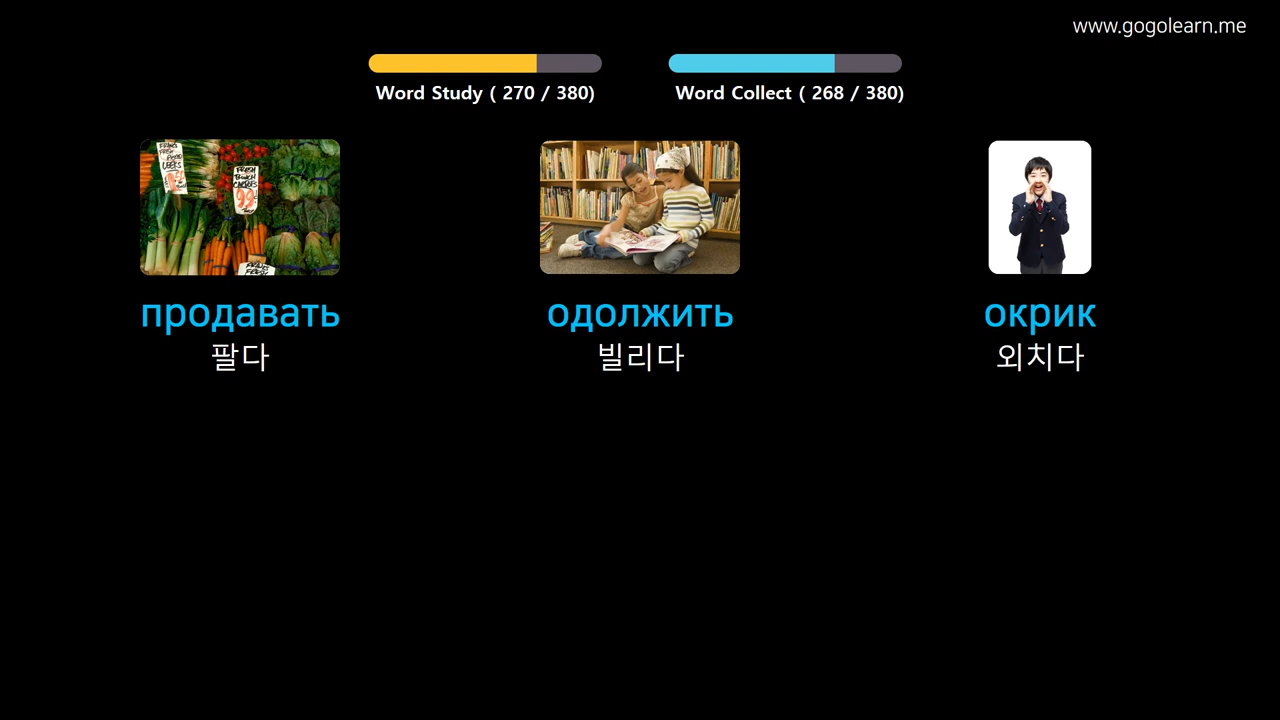 www.gogolearn.me
Word Study ( 270 / 380)
Word Collect ( 268 / 380)
продавать
одолжить
окрик
팔다
빌리다
외치다